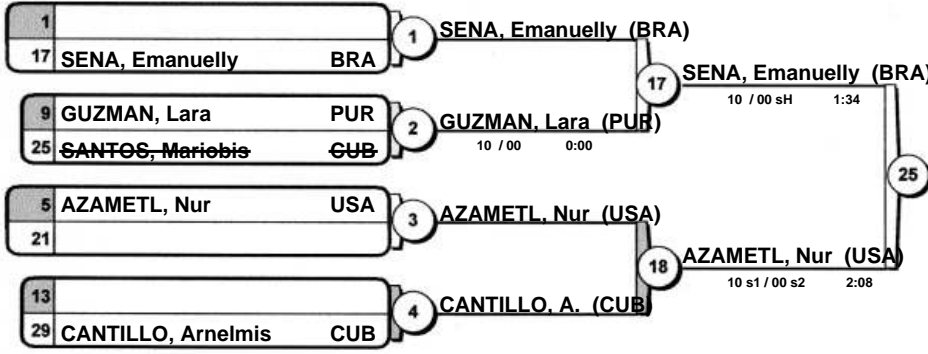 1
17 SENA, Emanuelly BRA
1
SENA, Emanuelly (BRA)
9 GUZMAN, Lara PUR
25 SANTOS, Mariobis CUB
2
GUZMAN, Lara (PUR)
10 / 00 0:00
17
SENA, Emanuelly (BRA)
10 / 00 sH 1:34
5 AZAMETL, Nur USA
21
3
AZAMETL, Nur (USA)
13
29 CANTILLO, Arnelmis CUB
4
CANTILLO, A. (CUB)
18
AZAMETL, Nur (USA)
10 s1 / 00 s2 2:08
25